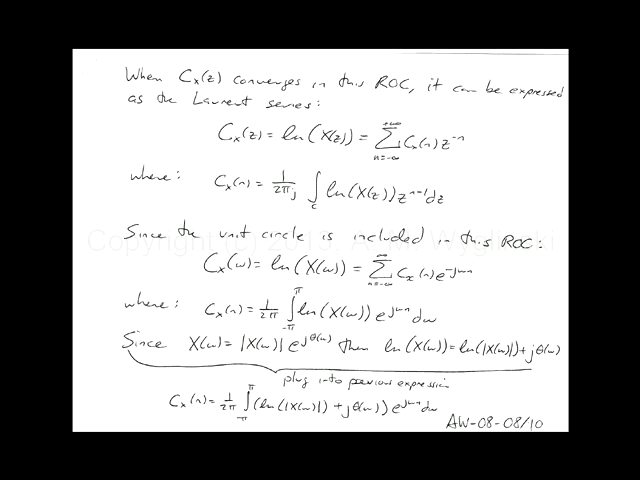 When Cx(z) converges in this ROC, it can be expressed
as the Laurent series:
Cx(z) = ln(X(z)) = ∑_{n=-∞}^{+∞} Cx(n) z^{-n}
where: Cx(n) = 1/2πj ∫_c ln(X(z)) z^{n-1} dz
Since the unit circle is included in this ROC:
Cx(ω) = ln(X(ω)) = ∑_{n=-∞}^{∞} Cx(n) e^{-jωn}
where: Cx(n) = 1/2π ∫_{-π}^{π} ln(X(ω)) e^{jωn} dω
Since X(ω) = |X(ω)| e^{jθ(ω)} then ln(X(ω)) = ln(|X(ω)|) + jθ(ω)
plug into previous expression
Cx(n) = 1/2π ∫_{-π}^{π} (ln(|X(ω)|) + jθ(ω)) e^{jωn} dω
AW-08-08/10